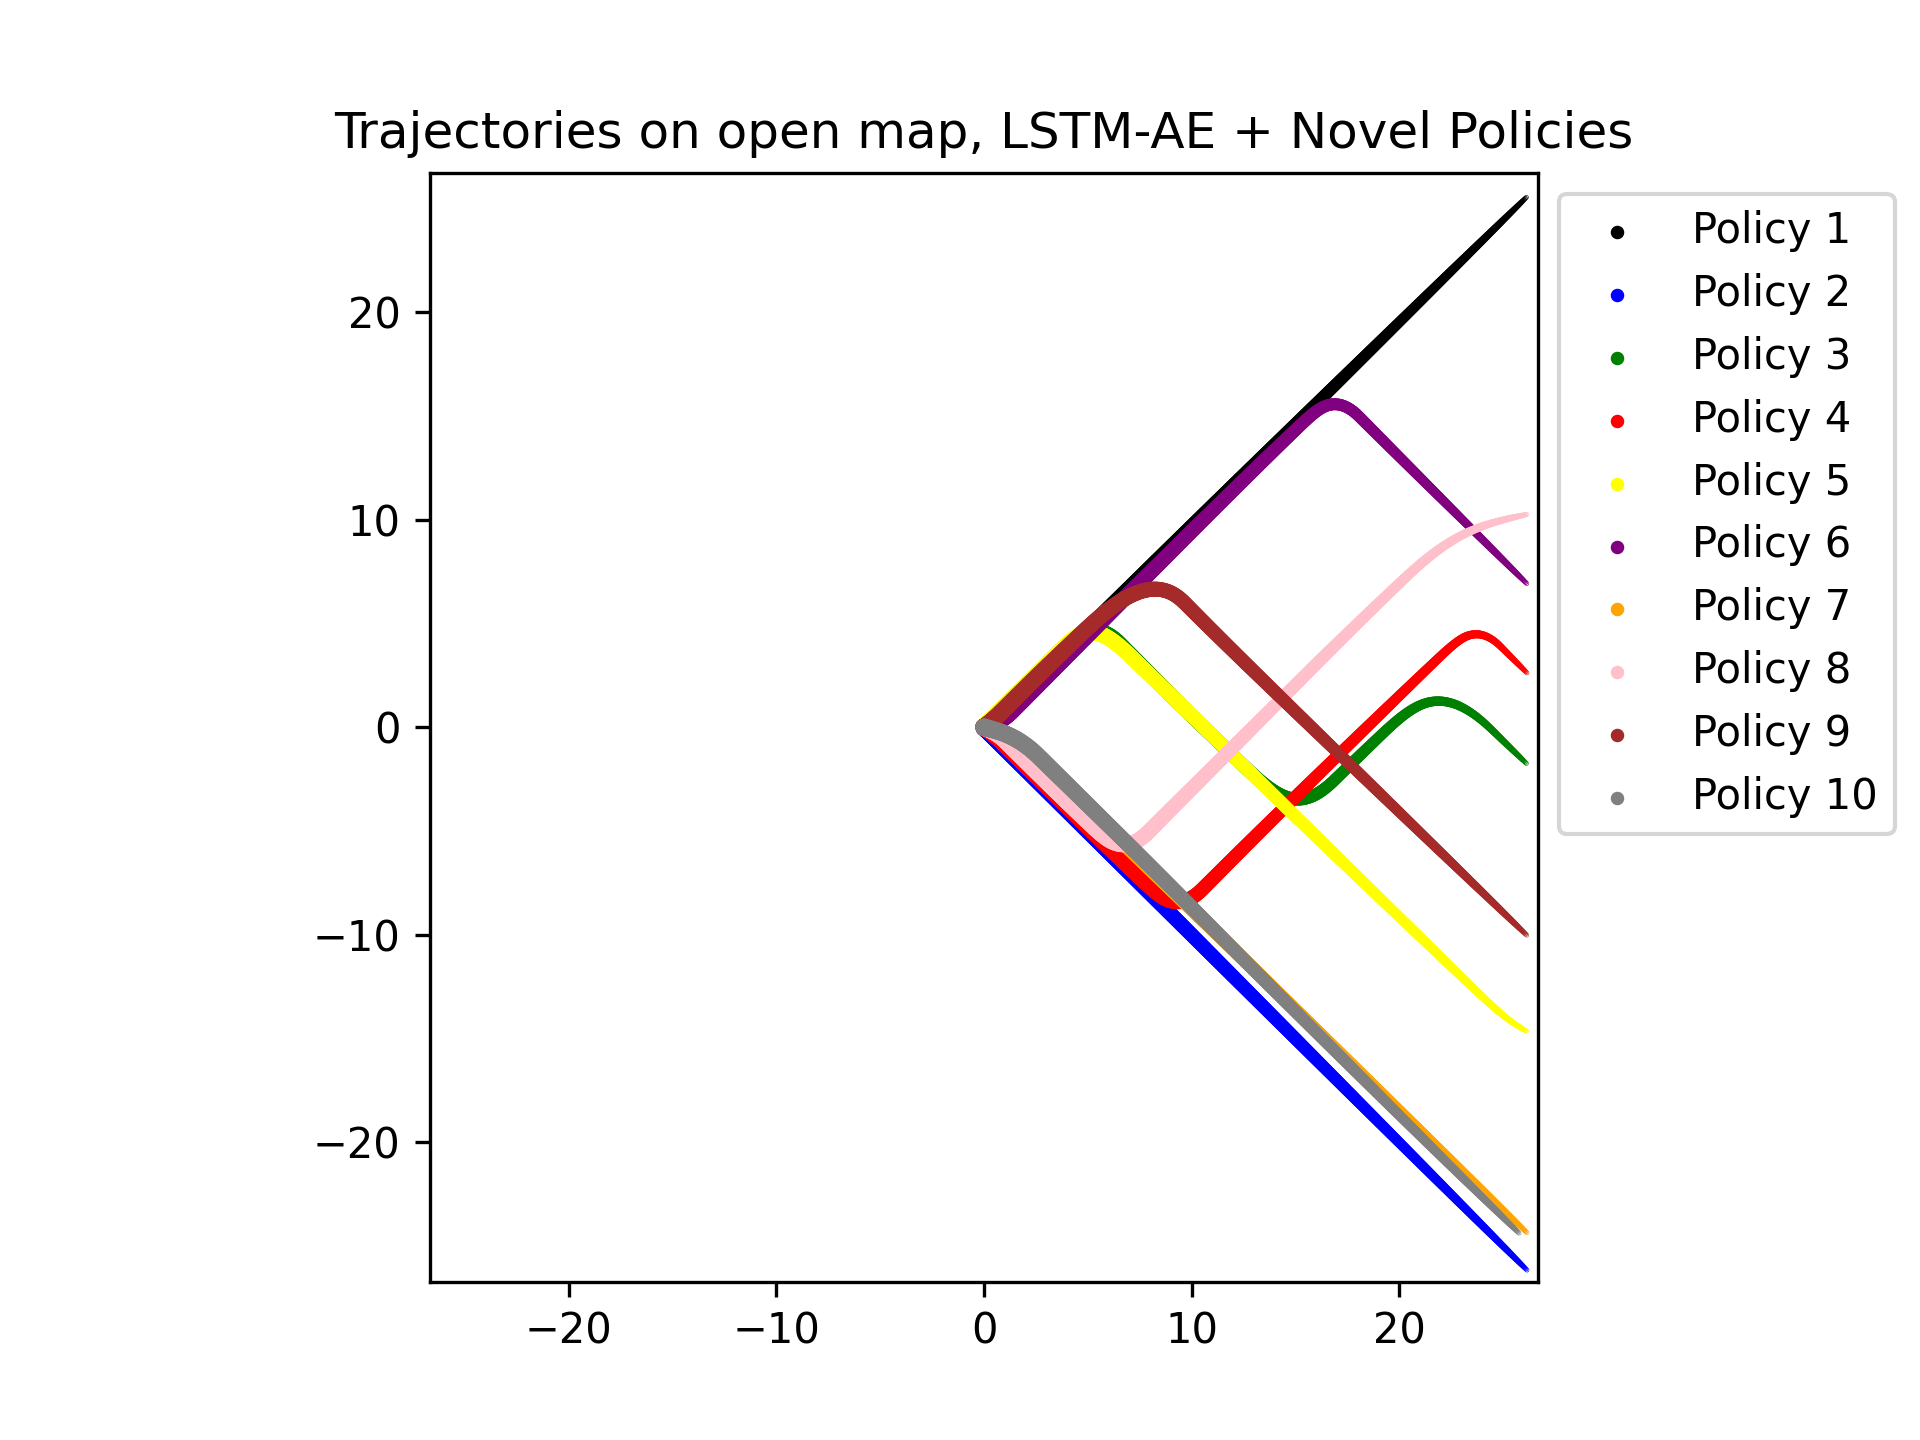 Trajectories on open map, LSTM-AE + Novel Policies
20
10
0
−10
−20
−20
−10
0
10
20
Policy 1
Policy 2
Policy 3
Policy 4
Policy 5
Policy 6
Policy 7
Policy 8
Policy 9
Policy 10